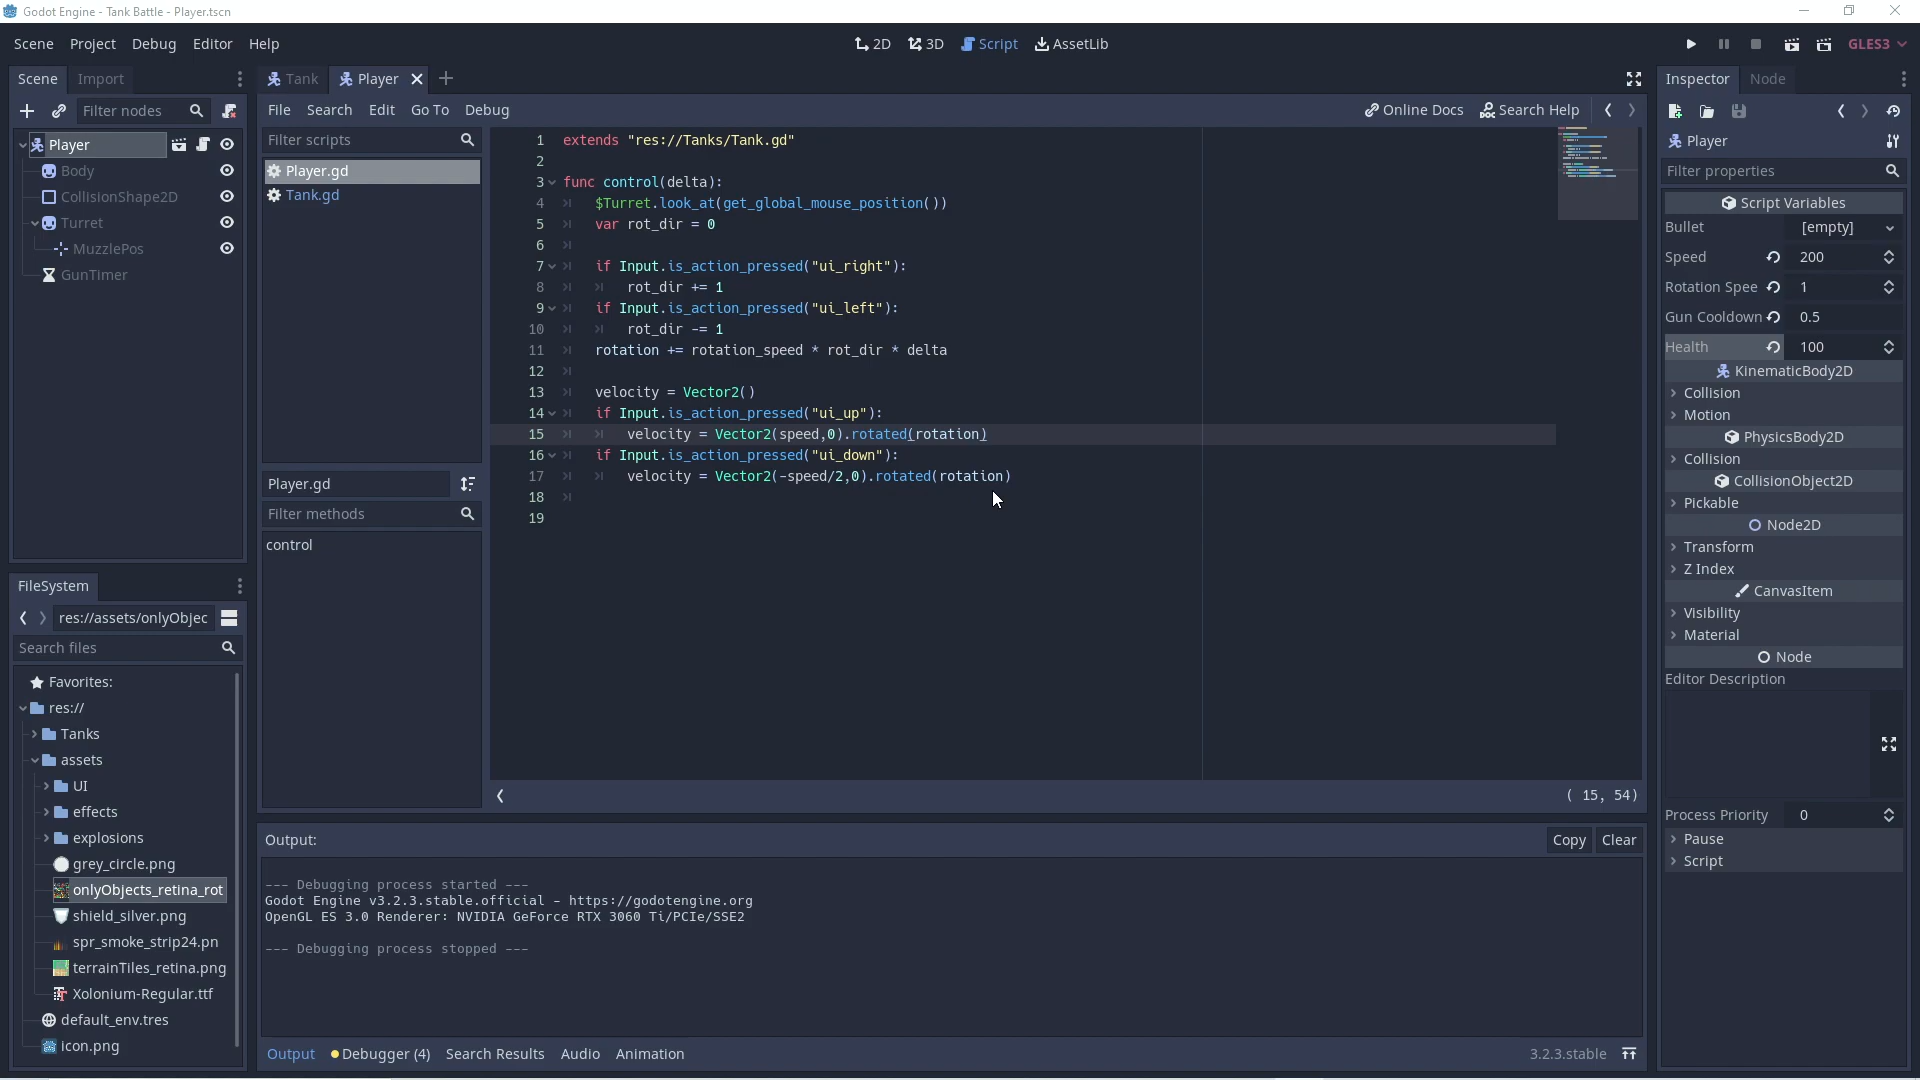 Godot Engine - Tank Battle - Player.tscn
Scene Project Debug Editor Help
2D 3D Script AssetLib
GLES3
Scene Import
Filter nodes
Player
Body
CollisionShape2D
Turret
MuzzlePos
GunTimer
FileSystem
res://assets/onlyObjec
Search files
Favorites:
res://
Tanks
assets
UI
effects
explosions
grey_circle.png
onlyObjects_retina_rot
shield_silver.png
spr_smoke_strip24.pn
terrainTiles_retina.png
Xolonium-Regular.ttf
default_env.tres
icon.png
Tank Player
File Search Edit Go To Debug
Online Docs Search Help
Filter scripts
Player.gd
Tank.gd
Player.gd
Filter methods
control
1 extends "res://Tanks/Tank.gd"
2
3 func control(delta):
4 $Turret.look_at(get_global_mouse_position())
5 var rot_dir = 0
6
7 if Input.is_action_pressed("ui_right"):
8 rot_dir += 1
9 if Input.is_action_pressed("ui_left"):
10 rot_dir -= 1
11 rotation += rotation_speed * rot_dir * delta
12
13 velocity = Vector2()
14 if Input.is_action_pressed("ui_up"):
15 velocity = Vector2(speed,0).rotated(rotation)
16 if Input.is_action_pressed("ui_down"):
17 velocity = Vector2(-speed/2,0).rotated(rotation)
18
19
( 15, 54)
Output:
Copy Clear
--- Debugging process started ---
Godot Engine v3.2.3.stable.official - https://godotengine.org
OpenGL ES 3.0 Renderer: NVIDIA GeForce RTX 3060 Ti/PCIe/SSE2
--- Debugging process stopped ---
Output Debugger (4) Search Results Audio Animation
3.2.3.stable
Inspector Node
Player
Filter properties
Script Variables
Bullet [empty]
Speed 200
Rotation Spee 1
Gun Cooldown 0.5
Health 100
KinematicBody2D
Collision
Motion
PhysicsBody2D
Collision
CollisionObject2D
Pickable
Node2D
Transform
Z Index
CanvasItem
Visibility
Material
Node
Editor Description
Process Priority 0
Pause
Script